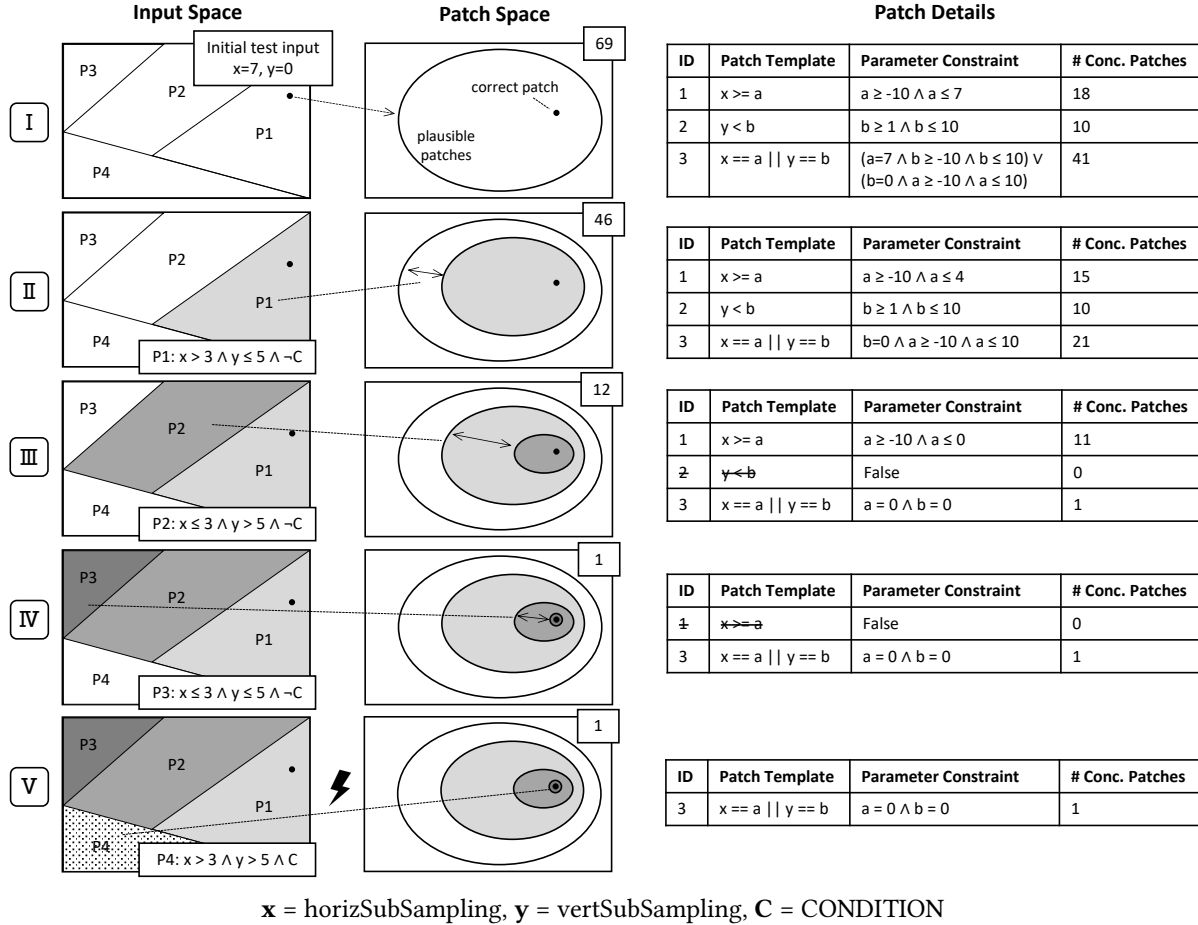 Input Space
Patch Space
Patch Details
I
P3
P2
P1
P4
Initial test input
x=7, y=0
69
correct patch
plausible
patches
ID Patch Template Parameter Constraint # Conc. Patches
1 x >= a a ≥ -10 ∧ a ≤ 7 18
2 y < b b ≥ 1 ∧ b ≤ 10 10
3 x == a || y == b (a=7 ∧ b ≥ -10 ∧ b ≤ 10) ∨ 41
(b=0 ∧ a ≥ -10 ∧ a ≤ 10)
II
P3
P2
P1
P4
P1: x > 3 ∧ y ≤ 5 ∧ ¬C
46
ID Patch Template Parameter Constraint # Conc. Patches
1 x >= a a ≥ -10 ∧ a ≤ 4 15
2 y < b b ≥ 1 ∧ b ≤ 10 10
3 x == a || y == b b=0 ∧ a ≥ -10 ∧ a ≤ 10 21
III
P3
P2
P1
P4
P2: x ≤ 3 ∧ y > 5 ∧ ¬C
12
ID Patch Template Parameter Constraint # Conc. Patches
1 x >= a a ≥ -10 ∧ a ≤ 0 11
2 y < b False 0
3 x == a || y == b a = 0 ∧ b = 0 1
IV
P3
P2
P1
P4
P3: x ≤ 3 ∧ y ≤ 5 ∧ ¬C
1
ID Patch Template Parameter Constraint # Conc. Patches
1 x >= a False 0
3 x == a || y == b a = 0 ∧ b = 0 1
V
P3
P2
P1
P4
P4: x > 3 ∧ y > 5 ∧ C
1
ID Patch Template Parameter Constraint # Conc. Patches
3 x == a || y == b a = 0 ∧ b = 0 1
x = horizSubSampling, y = vertSubSampling, C = CONDITION